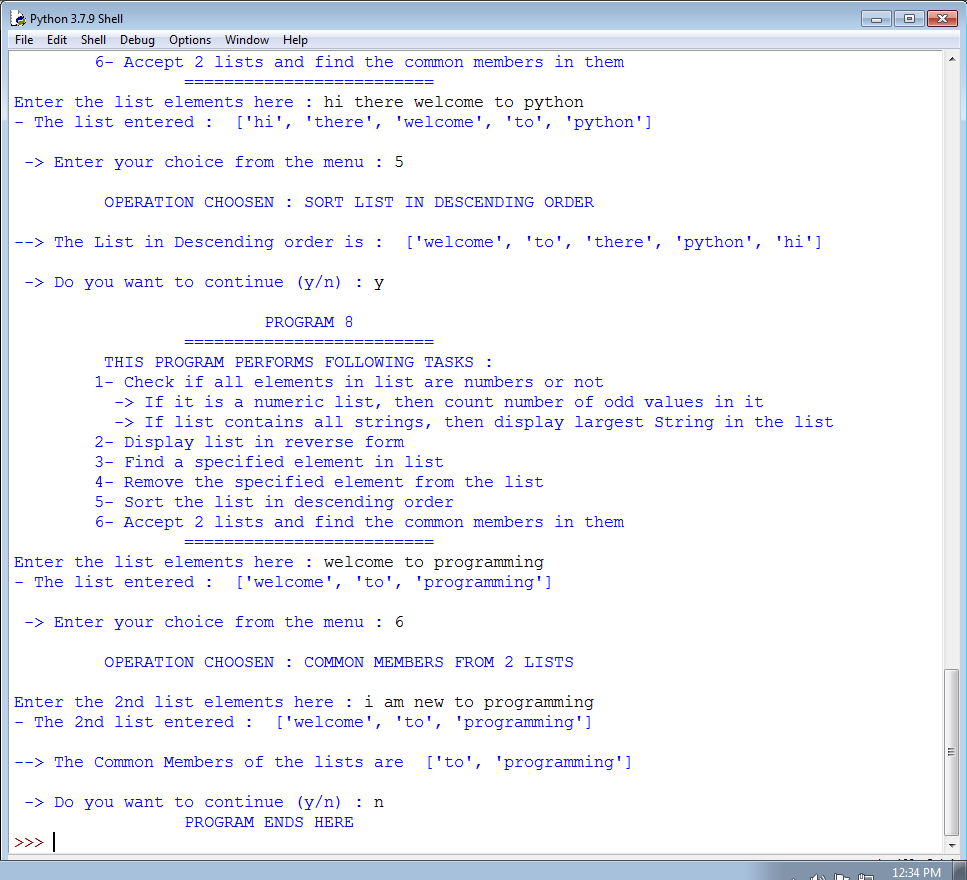 Python 3.7.9 Shell
File Edit Shell Debug Options Window Help
6- Accept 2 lists and find the common members in them
=========================
Enter the list elements here : hi there welcome to python
- The list entered :  ['hi', 'there', 'welcome', 'to', 'python']
-> Enter your choice from the menu : 5
OPERATION CHOOSEN : SORT LIST IN DESCENDING ORDER
--> The List in Descending order is :  ['welcome', 'to', 'there', 'python', 'hi']
-> Do you want to continue (y/n) : y
PROGRAM 8
=========================
THIS PROGRAM PERFORMS FOLLOWING TASKS :
1- Check if all elements in list are numbers or not
-> If it is a numeric list, then count number of odd values in it
-> If list contains all strings, then display largest String in the list
2- Display list in reverse form
3- Find a specified element in list
4- Remove the specified element from the list
5- Sort the list in descending order
6- Accept 2 lists and find the common members in them
=========================
Enter the list elements here : welcome to programming
- The list entered :  ['welcome', 'to', 'programming']
-> Enter your choice from the menu : 6
OPERATION CHOOSEN : COMMON MEMBERS FROM 2 LISTS
Enter the 2nd list elements here : i am new to programming
- The 2nd list entered :  ['welcome', 'to', 'programming']
--> The Common Members of the lists are  ['to', 'programming']
-> Do you want to continue (y/n) : n
PROGRAM ENDS HERE
>>>
12:34 PM